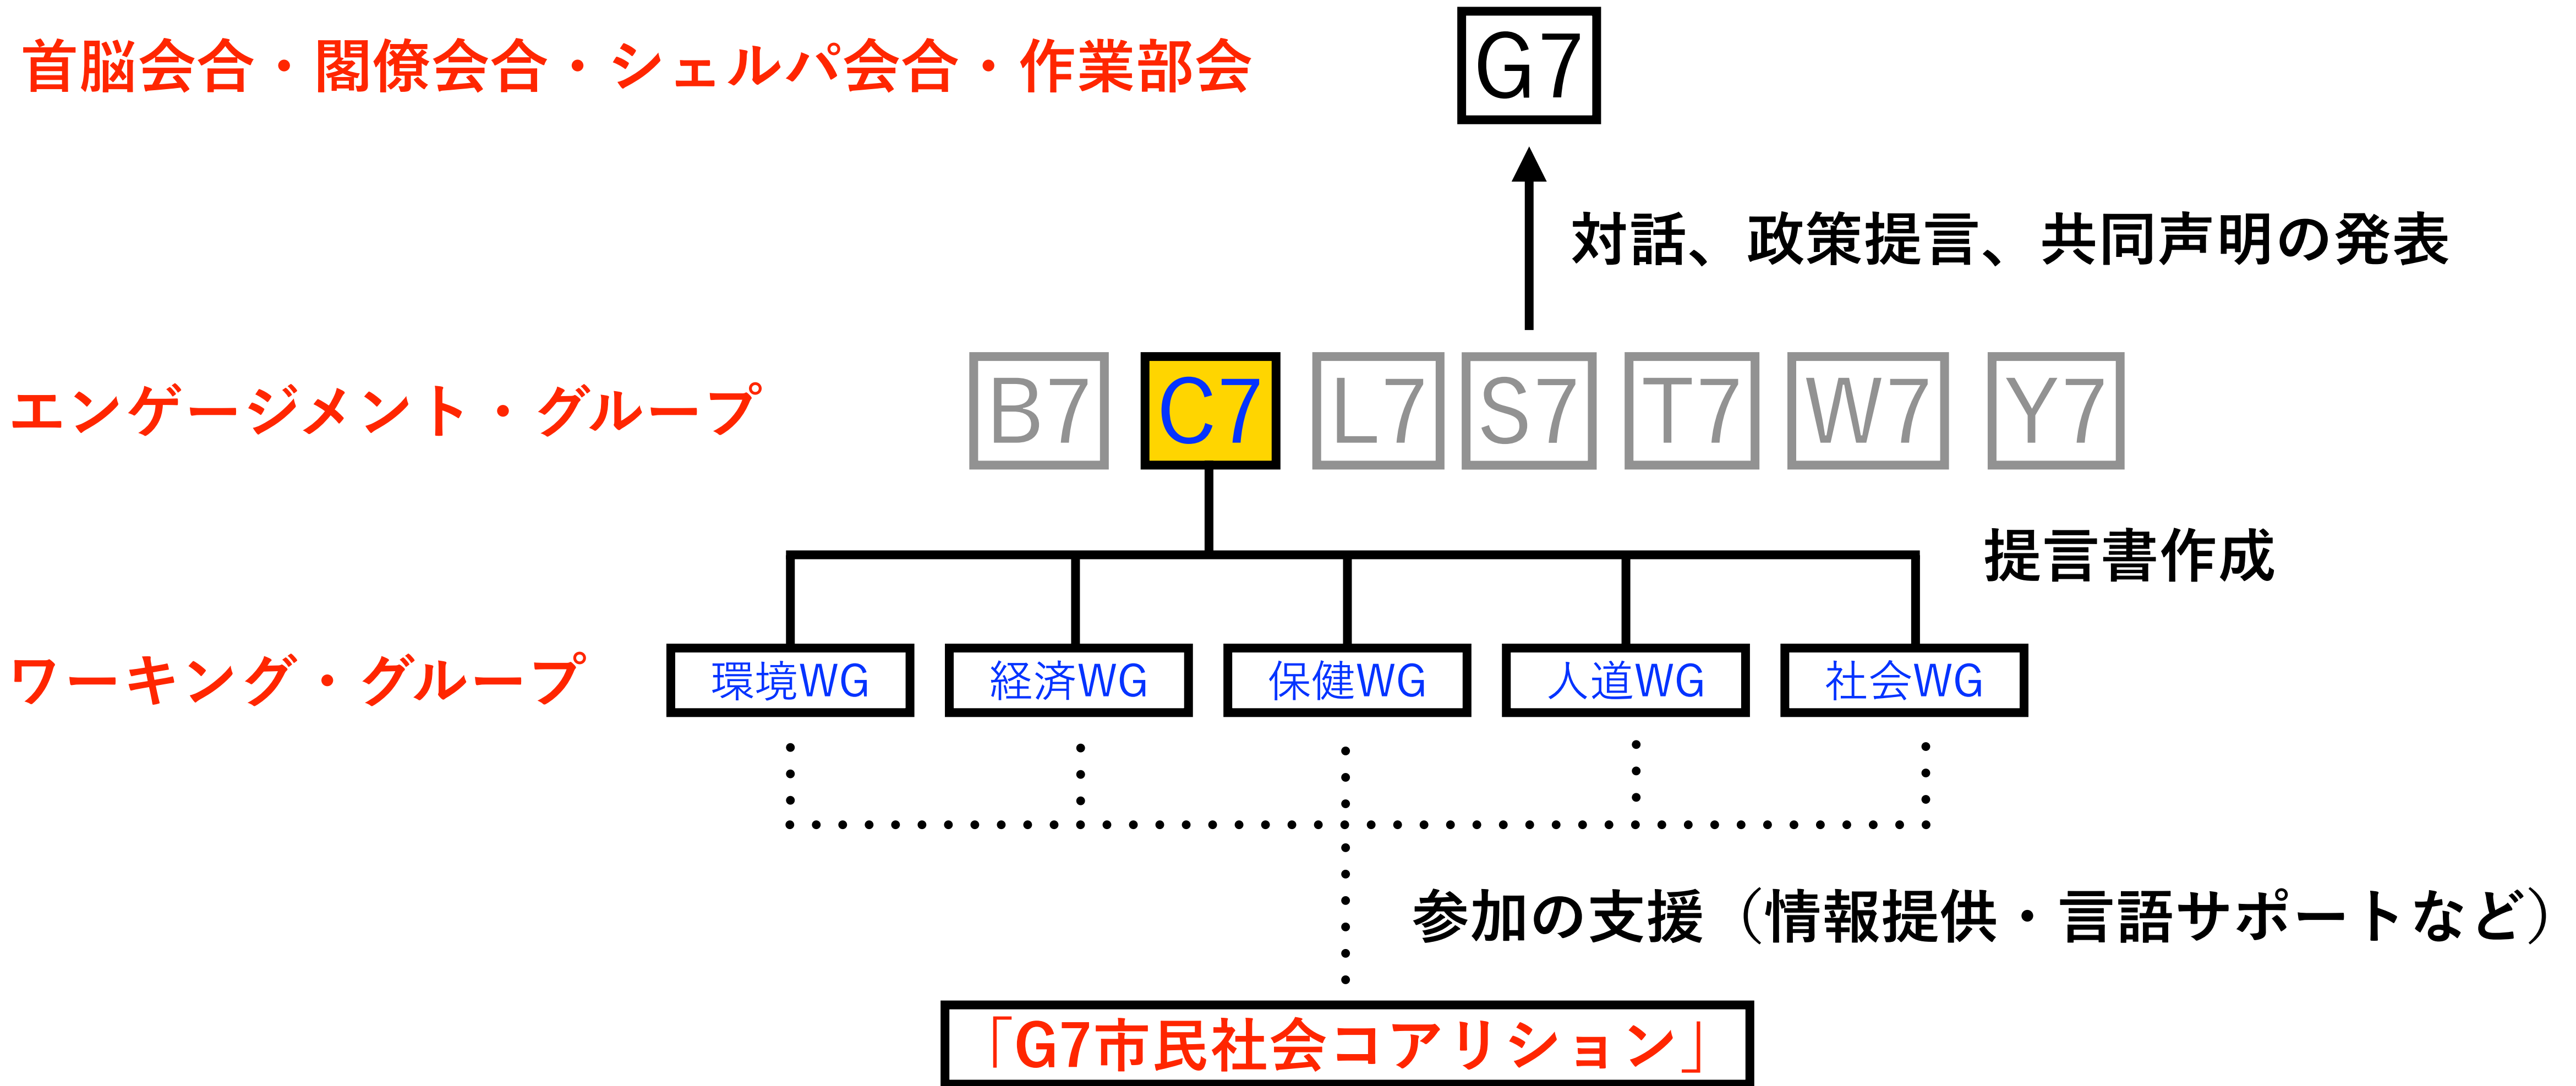 首脳会合・閣僚会合・シェルパ会合・作業部会
G7
対話、政策提言、共同声明の発表
エンゲージメント・グループ
B7
C7
L7
S7
T7
W7
Y7
提言書作成
ワーキング・グループ
環境WG
経済WG
保健WG
人道WG
社会WG
参加の支援（情報提供・言語サポートなど）
「G7市民社会コアリション」